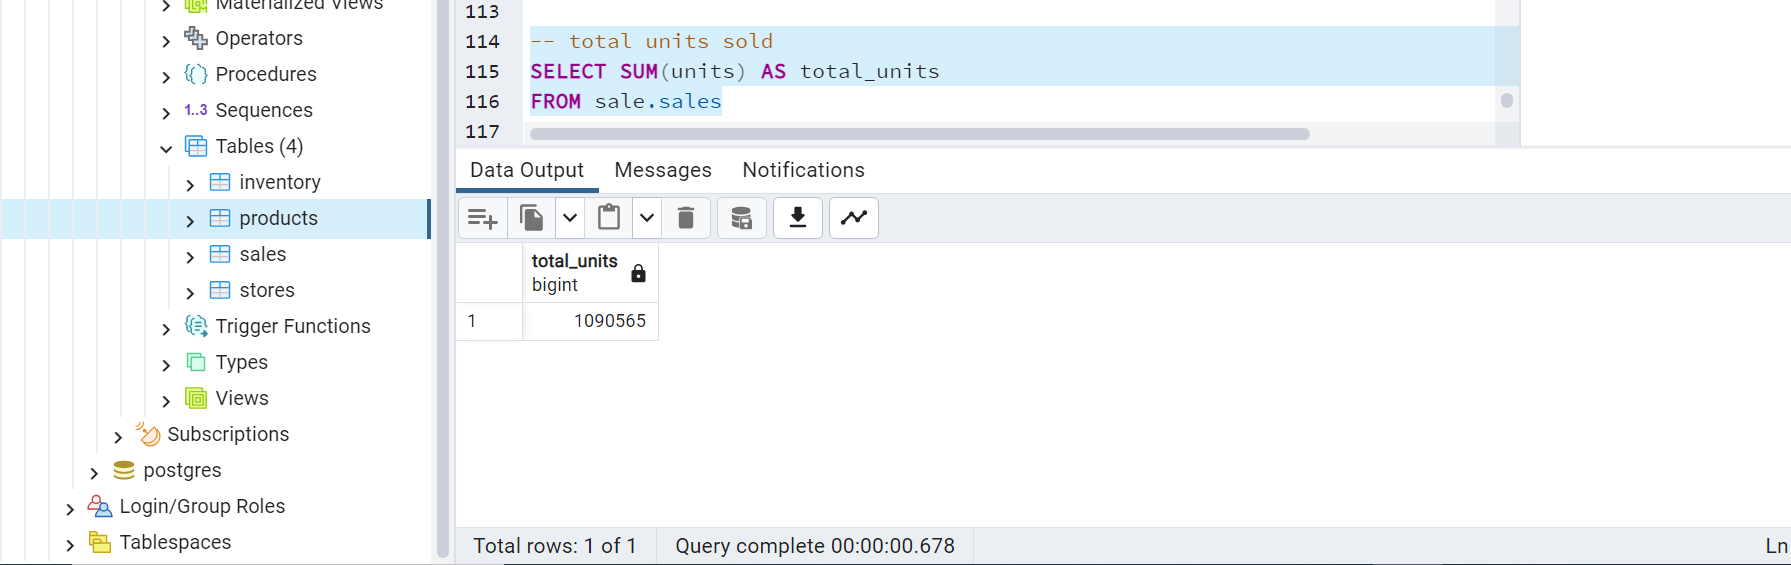 Materialized Views
Operators
Procedures
1..3 Sequences
Tables (4)
inventory
products
sales
stores
Trigger Functions
Types
Views
Subscriptions
postgres
Login/Group Roles
Tablespaces
113
114 -- total units sold
115 SELECT SUM(units) AS total_units
116 FROM sale.sales
117
Data Output Messages Notifications
total_units
bigint
1 1090565
Total rows: 1 of 1 Query complete 00:00:00.678 Ln